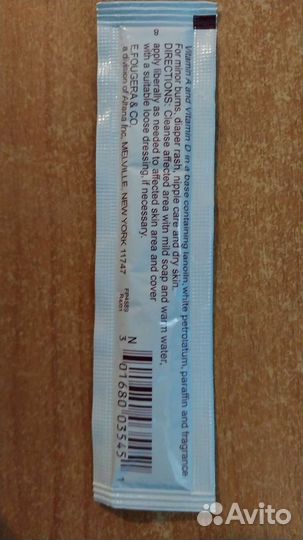 Vitamin A and Vitamin D in a base containing lanolin, white petrolatum, paraffin and fragrance
For minor burns, diaper rash, nipple care and dry skin.
DIRECTIONS: Cleanse affected area with mild soap and warm water,
apply liberally as needed to affected skin area and cover
with a suitable loose dressing, if necessary.
B
E. FOUGERA & CO.
a division of Altana Inc., MELVILLE, NEW YORK 11747
R4/01
N
3 01680 03545 1
Avito